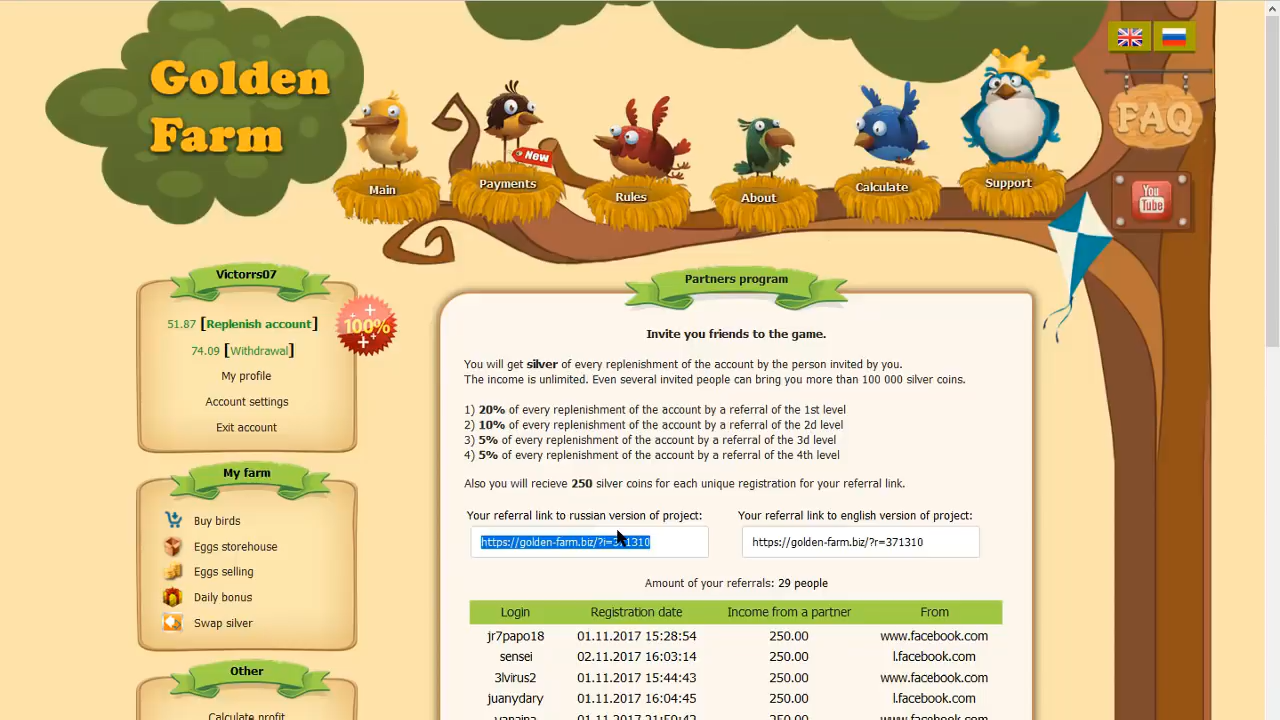 Golden
Farm
Main
Payments
New
Rules
About
Calculate
Support
FAQ
You
Tube
Victorrs07
51.87 [Replenish account]
100%
74.09 [Withdrawal]
My profile
Account settings
Exit account
My farm
Buy birds
Eggs storehouse
Eggs selling
Daily bonus
Swap silver
Other
Calculate profit
Partners program
Invite you friends to the game.
You will get silver of every replenishment of the account by the person invited by you.
The income is unlimited. Even several invited people can bring you more than 100 000 silver coins.
1) 20% of every replenishment of the account by a referral of the 1st level
2) 10% of every replenishment of the account by a referral of the 2d level
3) 5% of every replenishment of the account by a referral of the 3d level
4) 5% of every replenishment of the account by a referral of the 4th level
Also you will recieve 250 silver coins for each unique registration for your referral link.
Your referral link to russian version of project: Your referral link to english version of project:
https://golden-farm.biz/?i=371310 https://golden-farm.biz/?r=371310
Amount of your referrals: 29 people
Login Registration date Income from a partner From
jr7papo18 01.11.2017 15:28:54 250.00 www.facebook.com
sensei 02.11.2017 16:03:14 250.00 l.facebook.com
3lvirus2 01.11.2017 15:44:43 250.00 www.facebook.com
juanydary 01.11.2017 16:04:45 250.00 l.facebook.com